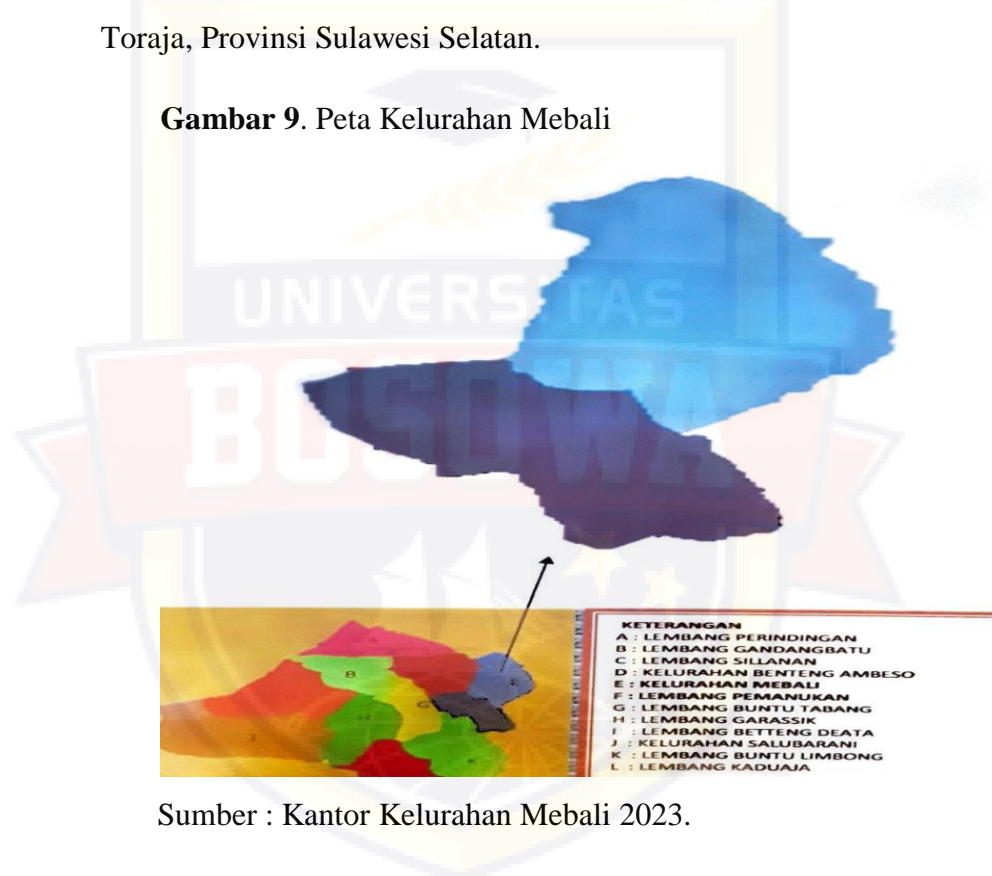 Toraja, Provinsi Sulawesi Selatan.
Gambar 9. Peta Kelurahan Mebali
UNIVERSITAS
BOSOWA
KETERANGAN
A : LEMBANG PERINDINGAN
B : LEMBANG GANDANGBATU
C : LEMBANG SILLANAN
D : KELURAHAN BENTENG AMBESO
E : KELURAHAN MEBALI
F : LEMBANG PEMANUKAN
G : LEMBANG BUNTU TABANG
H : LEMBANG GARASSIK
I : LEMBANG BETTENG DEATA
J : KELURAHAN SALUBARANI
K : LEMBANG BUNTU LIMBONG
L : LEMBANG KADUAJA
B
G
H
J
K
Sumber : Kantor Kelurahan Mebali 2023.